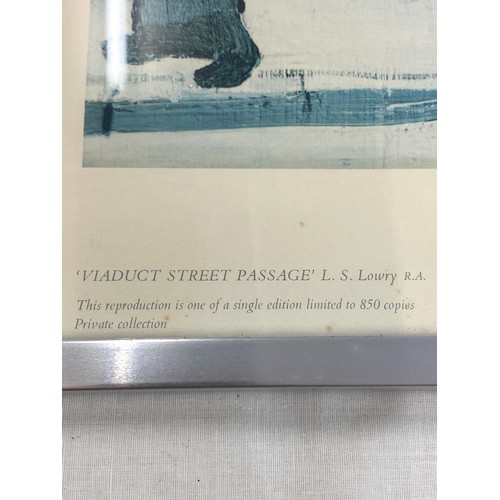 ‘VIADUCT STREET PASSAGE’ L. S. Lowry R.A.
This reproduction is one of a single edition limited to 850 copies
Private collection